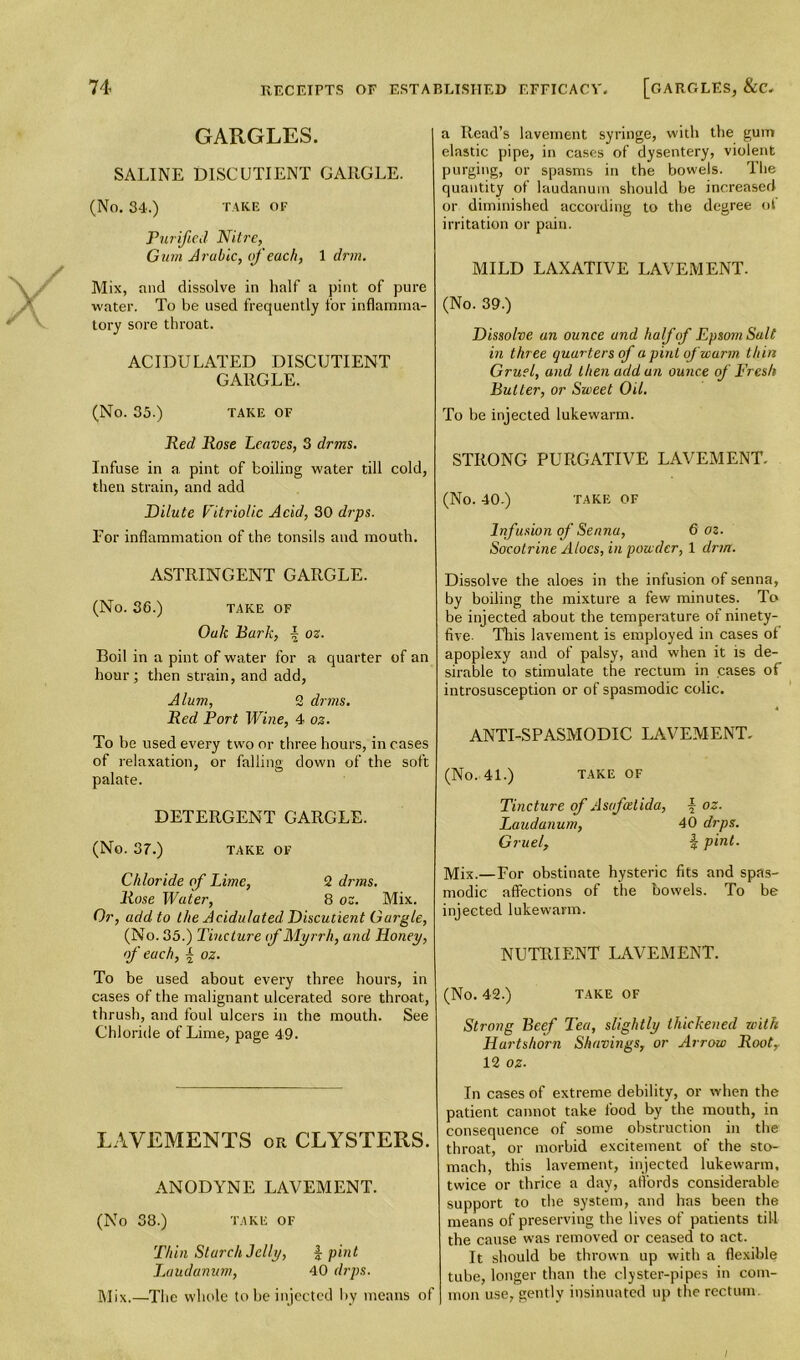 74 RECEIPTS OF ESTABLISHED EFFICACY. [GARGLES, &c.
GARGLES.
SALINE DISCUTIENT GARGLE.
(No. 34.) TAKE OF
Purified Nitre,
Gum Arabic, of each, 1 drm.
Mix, and dissolve in half a pint of pure
water. To be used frequently for inflamma-
tory sore throat.
ACIDULATED DISCUTIENT
GARGLE.
(No. 35.) TAKE OF
Red Rose Leaves, 3 drms.
Infuse in a pint of boiling water till cold,
then strain, and add
Dilute Vitriolic Acid, 30 drps.
For inflammation of the tonsils and mouth.
ASTRINGENT GARGLE.
(No. 36.) TAKE OF
Oak Bark, ½ oz.
Boil in a pint of water for a quarter of an
hour; then strain, and add,
Alum, 2 drms.
Red Port Wine, 4 oz.
To be used every two or three hours, in cases
of relaxation, or falling down of the soft
palate.
DETERGENT GARGLE.
(No. 37.) TAKE OF
Chloride of Lime, 2 drms.
Rose Water, 8 oz. Mix.
Or, add to the Acidulated Discutient Gargle,
(No. 35.) Tincture of Myrrh, and Honey,
of each, ½ oz.
To be used about every three hours, in
cases of the malignant ulcerated sore throat,
thrush, and foul ulcers in the mouth. See
Chloride of Lime, page 49.
LAVEMENTS OR CLYSTERS.
ANODYNE LAVEMENT.
(No 38.) TAKE OF
Thin Starch Jelly, ¾ pint
Laudanum, 40 drps.
Mix.—The whole to be injected by means of
a Read's lavement syringe, with the gum
elastic pipe, in cases of dysentery, violent
purging, or spasms in the bowels. The
quantity of laudanum should be increased
or diminished according to the degree of
irritation or pain.
MILD LAXATIVE LAVEMENT.
(No. 39.)
Dissolve an ounce and half of Epsom Salt
in three quarters of a pint of warm thin
Gruel, and then add an ounce of Fresh
Butter, or Sweet Oil.
To be injected lukewarm.
STRONG PURGATIVE LAVEMENT.
(No. 40.) TAKE OF
Infusion of Senna, 6 oz.
Socotrine Aloes, in powder, 1 drm.
Dissolve the aloes in the infusion of senna,
by boiling the mixture a few minutes. To
be injected about the temperature of ninety-
five. This lavement is employed in cases of
apoplexy and of palsy, and when it is de-
sirable to stimulate the rectum in cases of
introsusception or of spasmodic colic.
ANTI-SPASMODIC LAVEMENT.
(No. 41.) TAKE OF
Tincture of Asafœtida, ½ oz.
Laudanum, 40 drps.
Gruel, ¾ pint.
Mix.—For obstinate hysteric fits and spas-
modic affections of the bowels. To be
injected lukewarm.
NUTRIENT LAVEMENT.
(No. 42.) TAKE OF
Strong Beef Tea, slightly thickened with
Hartshorn Shavings, or Arrow Root,
12 oz.
In cases of extreme debility, or when the
patient cannot take food by the mouth, in
consequence of some obstruction in the
throat, or morbid excitement of the sto-
mach, this lavement, injected lukewarm,
twice or thrice a day, affords considerable
support to the system, and has been the
means of preserving the lives of patients till
the cause was removed or ceased to act.
It should be thrown up with a flexible
tube, longer than the clyster-pipes in com-
mon use, gently insinuated up the rectum.